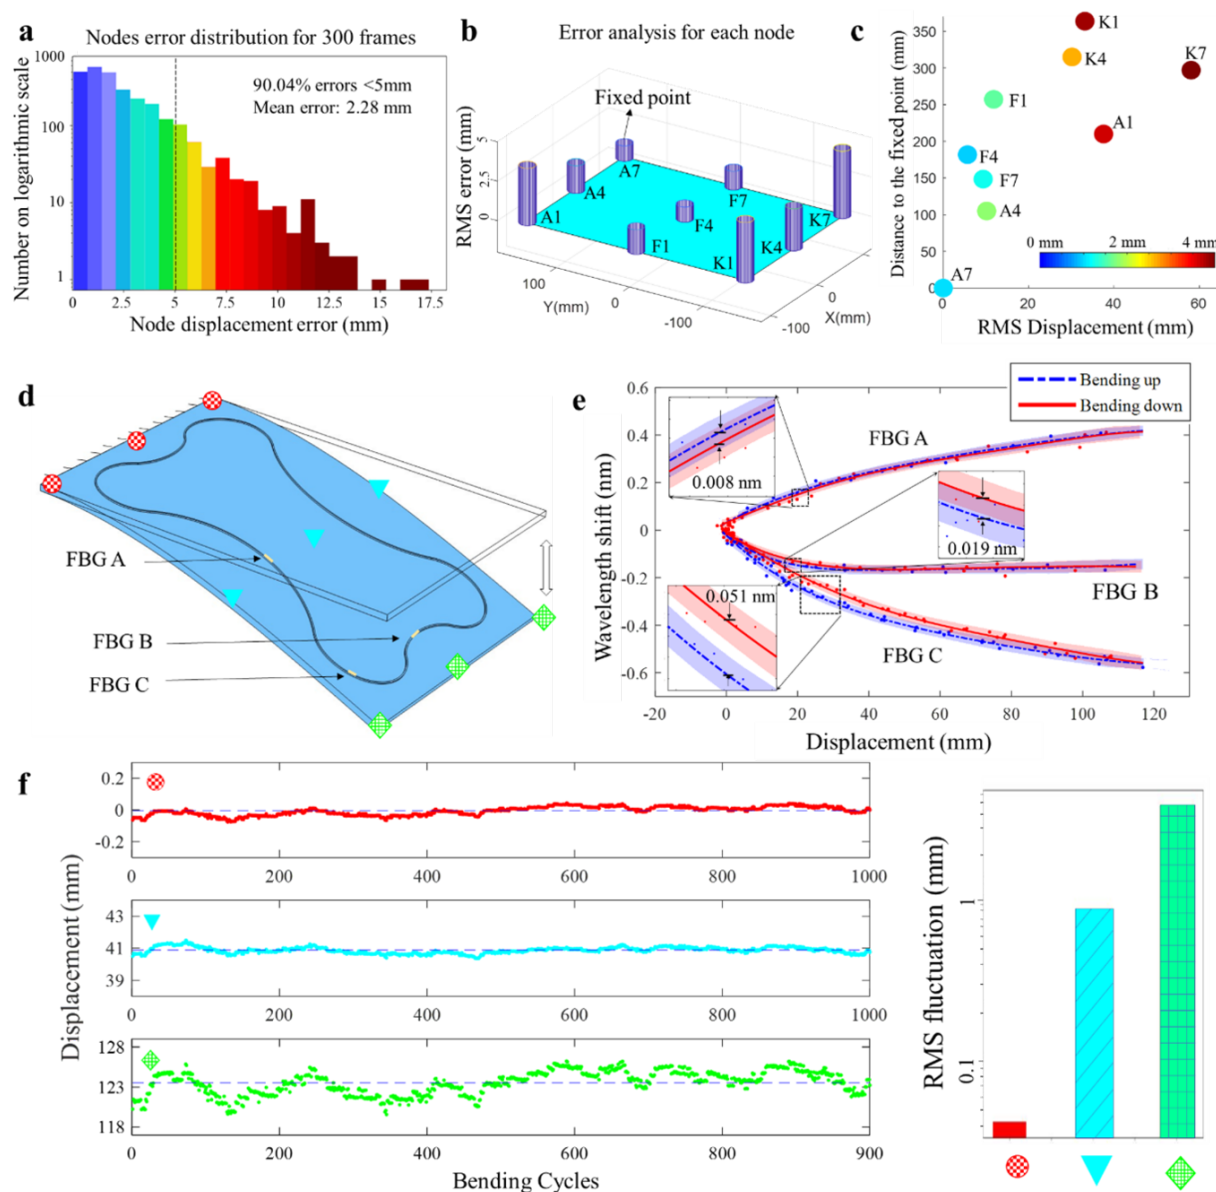 a
Nodes error distribution for 300 frames
Number on logarithmic scale
1000
100
10
1
90.04% errors <5mm
Mean error: 2.28 mm
0
2.5
5
7.5
10.0
12.5
15.0
17.5
Node displacement error (mm)
b
Error analysis for each node
Fixed point
RMS error (mm)
5
2.5
0
A7
A4
A1
F7
F4
F1
K7
K4
K1
100
0
-100
Y(mm)
0
-100
X(mm)
c
Distance to the fixed point (mm)
350
300
250
200
150
100
50
0
K1
K4
K7
F1
A1
F4
F7
A4
A7
0 mm
2 mm
4 mm
0
20
40
60
RMS Displacement (mm)
d
FBG A
FBG B
FBG C
e
Bending up
Bending down
Wavelength shift (nm)
0.6
0.4
0.2
0
-0.2
-0.4
-0.6
0.008 nm
0.019 nm
0.051 nm
FBG A
FBG B
FBG C
-20
0
20
40
60
80
100
120
Displacement (mm)
f
Displacement (mm)
0.2
0
-0.2
0
200
400
600
800
1000
43
41
39
0
200
400
600
800
1000
128
123
118
0
200
400
600
800
900
Bending Cycles
RMS fluctuation (mm)
1
0.1